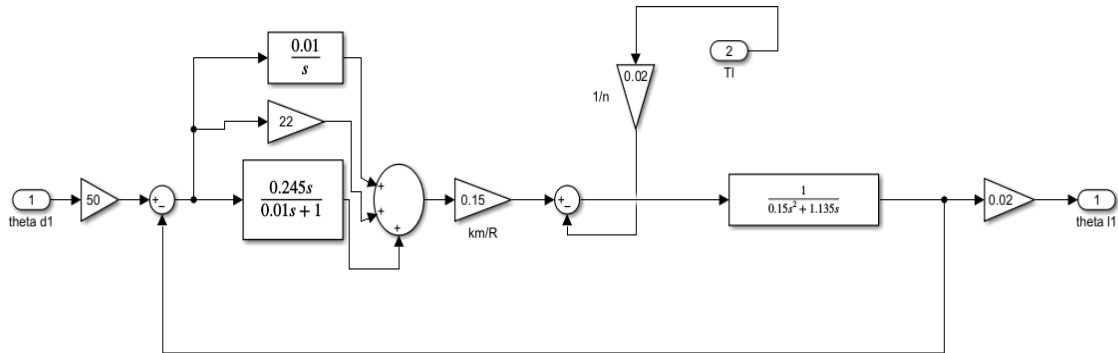 0.01
s
2
Tl
0.02
1/n
22
0.245s
0.01s + 1
+
+
+
1
theta d1
50
+
−
0.15
km/R
+
−
1
0.15s² + 1.135s
0.02
1
theta l1